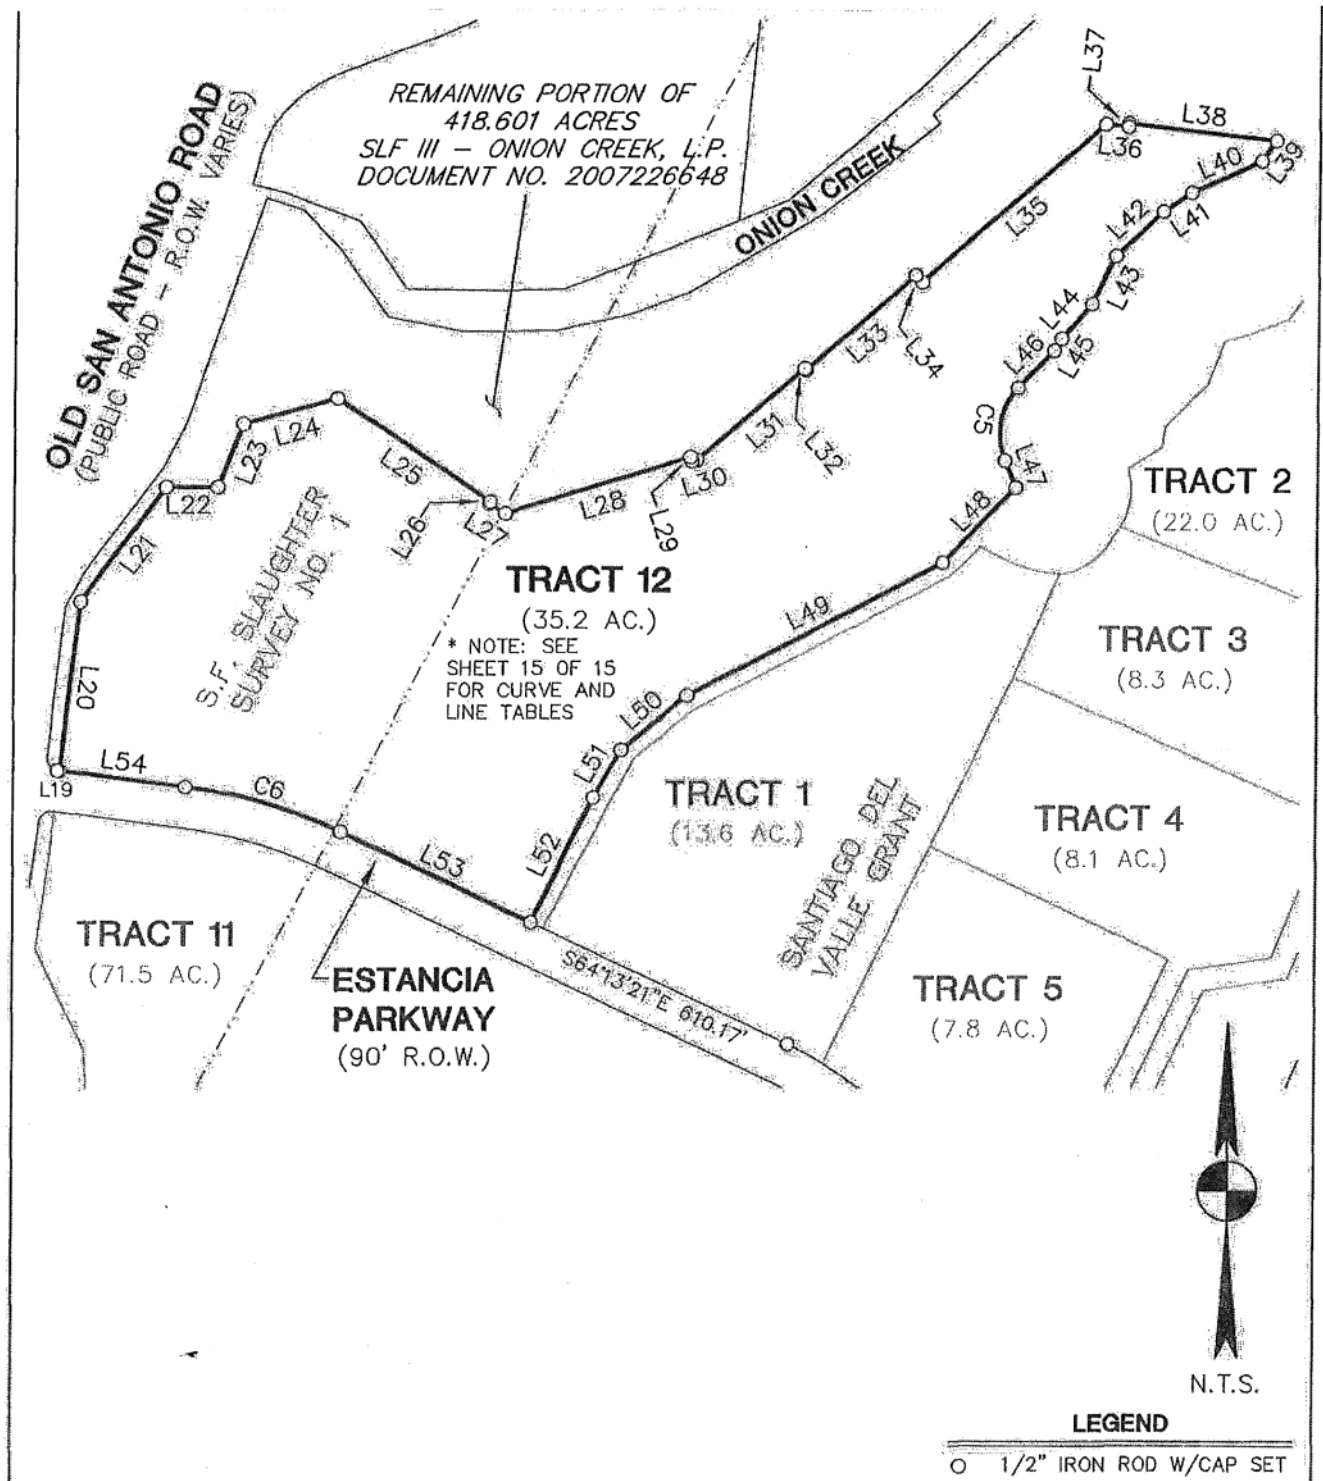 REMAINING PORTION OF
418.601 ACRES
SLF III – ONION CREEK, L.P.
DOCUMENT NO. 2007226648
OLD SAN ANTONIO ROAD
(PUBLIC ROAD – R.O.W. VARIES)
ONION CREEK
L37
L38
L36
L39
L40
L41
L42
L43
L35
L44
L45
L46
L33
L34
C5
L47
L31
L32
L24
L23
L22
L25
L30
L28
L29
L26
L27
L21
L48
TRACT 2
(22.0 AC.)
S.F. SLAUGHTER
SURVEY NO. 1
TRACT 12
(35.2 AC.)
* NOTE: SEE
SHEET 15 OF 15
FOR CURVE AND
LINE TABLES
L49
TRACT 3
(8.3 AC.)
L20
L50
L51
L54
L19
C6
TRACT 1
(13.6 AC.)
SANTIAGO DEL
VALLE GRANT
TRACT 4
(8.1 AC.)
L52
L53
TRACT 11
(71.5 AC.)
ESTANCIA
PARKWAY
(90' R.O.W.)
S64°13'21"E 610.17'
TRACT 5
(7.8 AC.)
N.T.S.
LEGEND
1/2" IRON ROD W/CAP SET